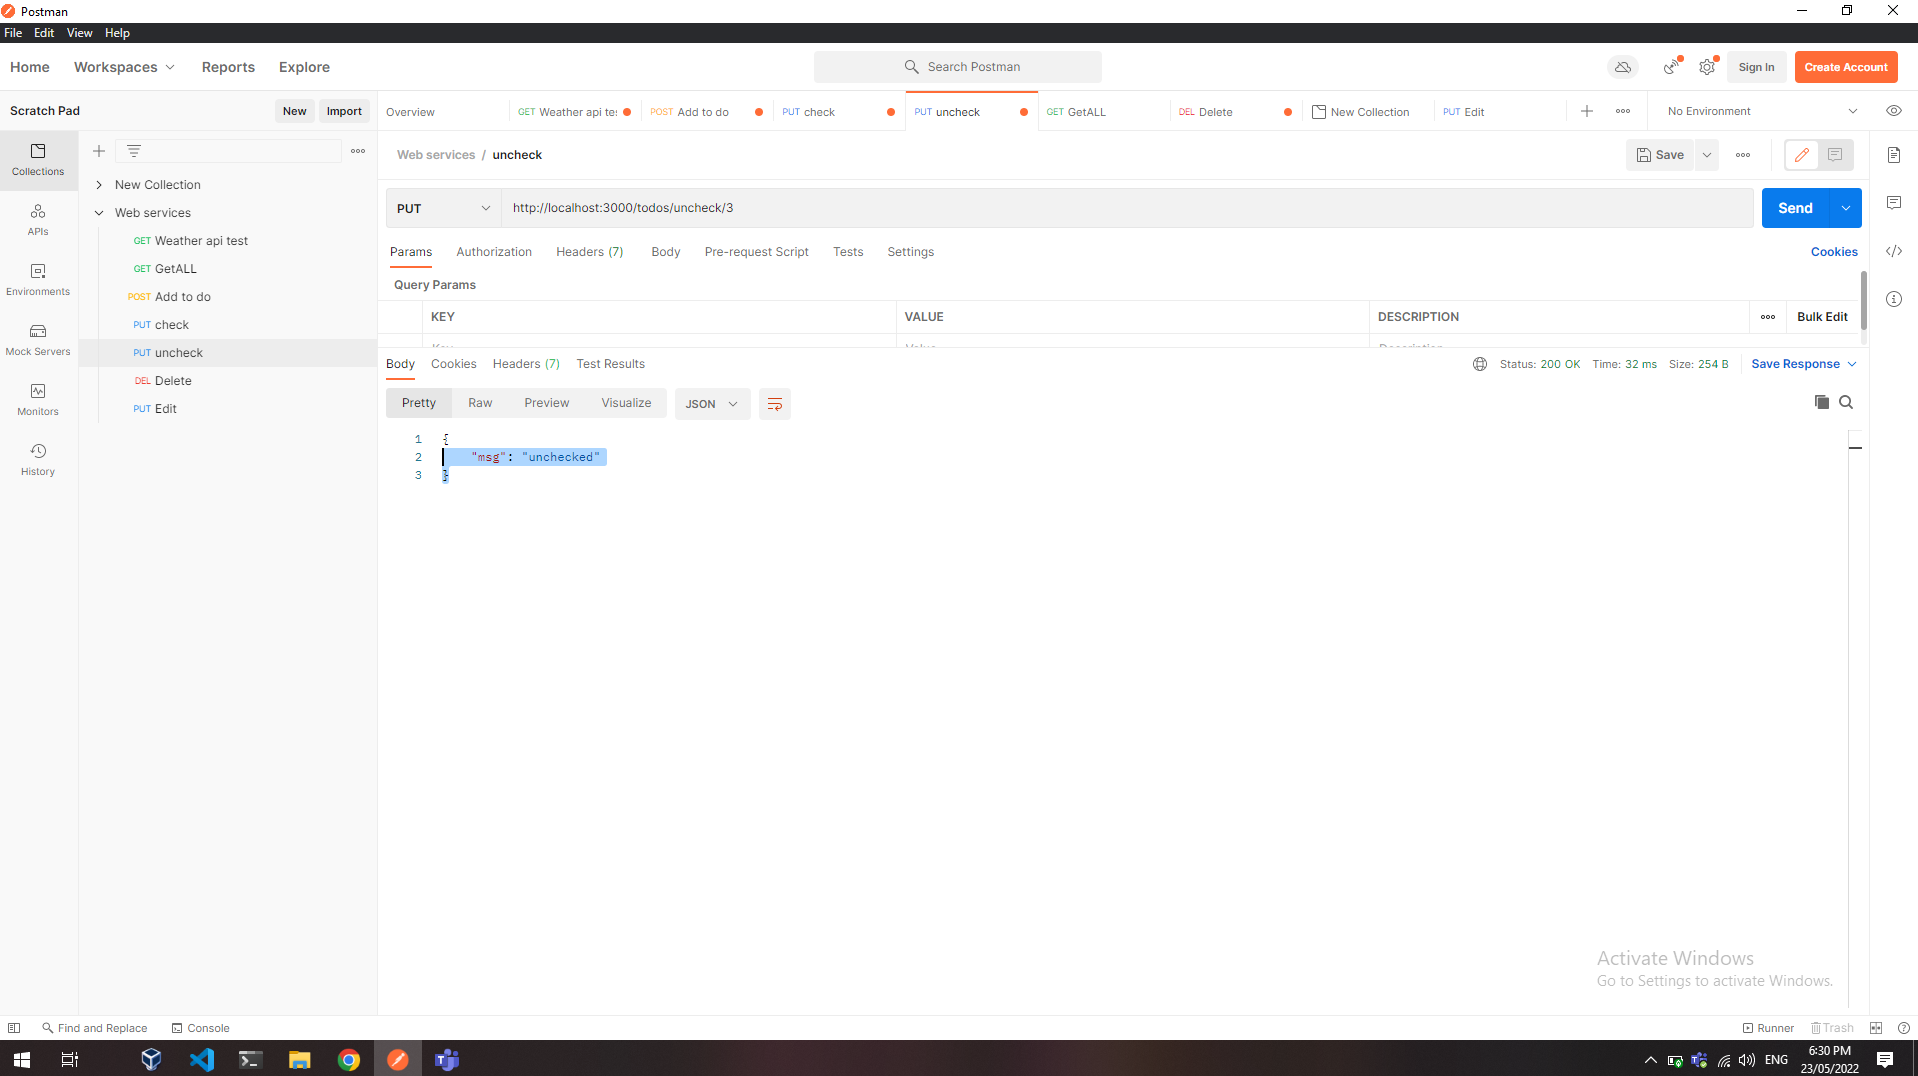 Postman
File Edit View Help
Home Workspaces Reports Explore Search Postman Sign In Create Account
Scratch Pad New Import
Overview GET Weather api te POST Add to do PUT check PUT uncheck GET GetALL DEL Delete New Collection PUT Edit No Environment
Collections
APIs
Environments
Mock Servers
Monitors
History
New Collection
Web services
GET Weather api test
GET GetALL
POST Add to do
PUT check
PUT uncheck
DEL Delete
PUT Edit
Web services / uncheck Save
PUT http://localhost:3000/todos/uncheck/3 Send
Params Authorization Headers (7) Body Pre-request Script Tests Settings Cookies
Query Params
KEY VALUE DESCRIPTION Bulk Edit
Key Value Description
Body Cookies Headers (7) Test Results Status: 200 OK Time: 32 ms Size: 254 B Save Response
Pretty Raw Preview Visualize JSON
1 {
2 "msg": "unchecked"
3 }
Activate Windows
Go to Settings to activate Windows.
Find and Replace Console Runner Trash
ENG 6:30 PM
23/05/2022